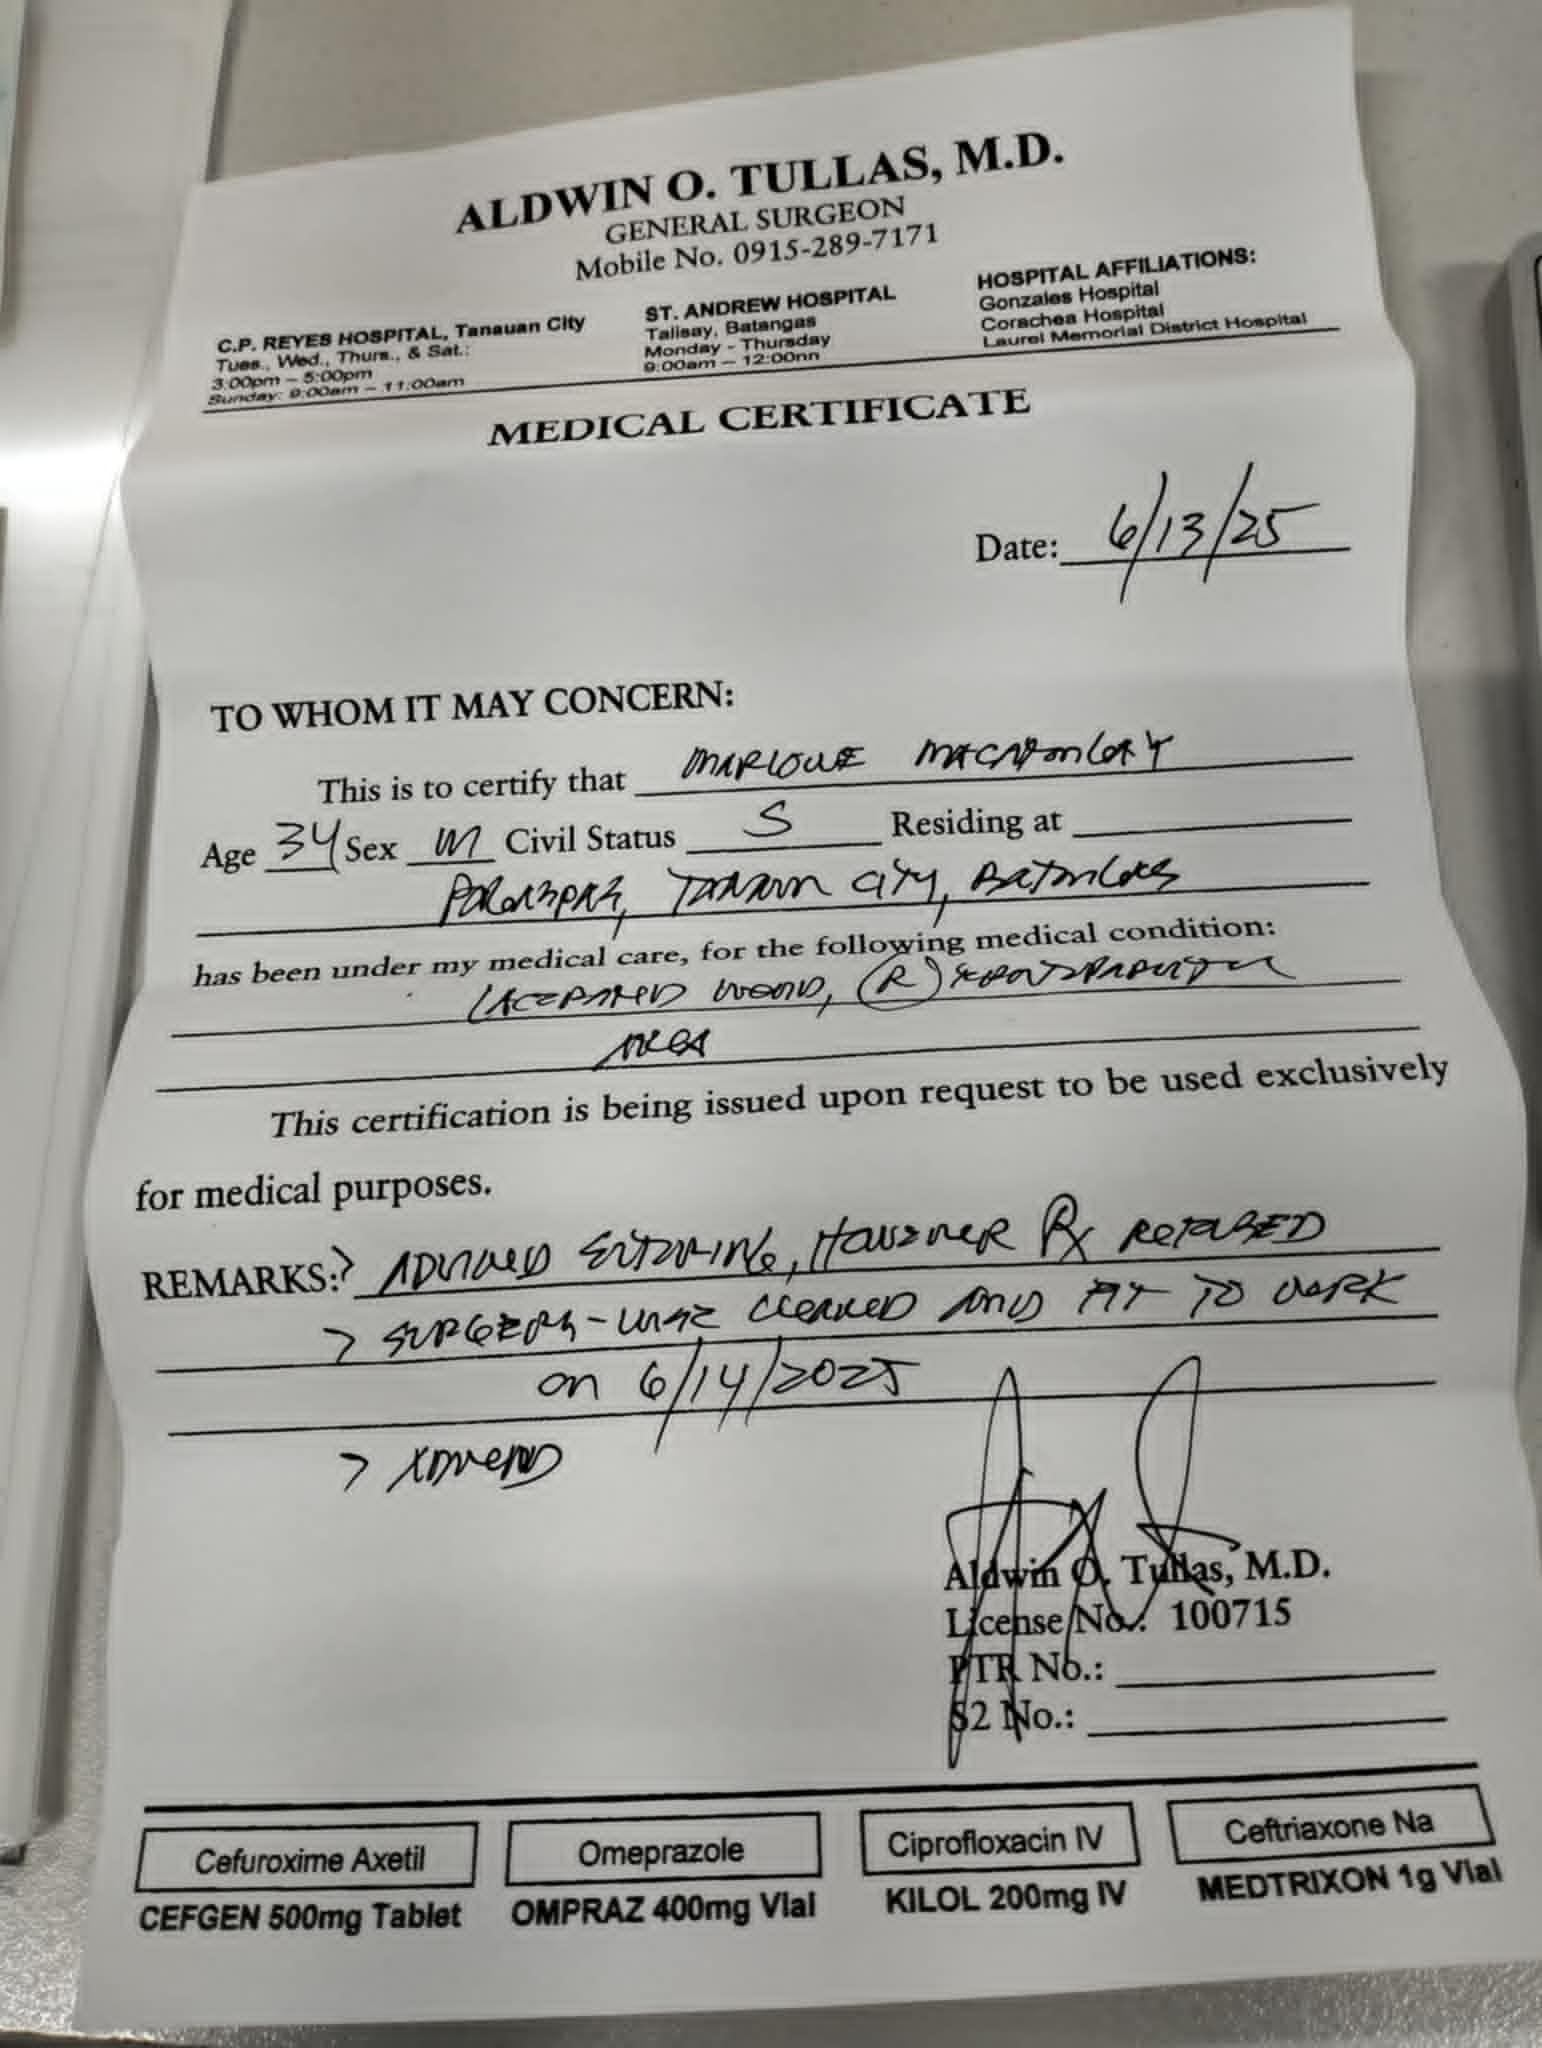 ALDWIN O. TULLAS, M.D.
GENERAL SURGEON
Mobile No. 0915-289-7171
C.P. REYES HOSPITAL, Tanauan City
Tues., Wed., Thurs., & Sat.:
3:00pm – 5:00pm
Sunday: 9:00am – 11:00am
ST. ANDREW HOSPITAL
Talisay, Batangas
Monday - Thursday
9:00am – 12:00nn
HOSPITAL AFFILIATIONS:
Gonzales Hospital
Corachea Hospital
Laurel Memorial District Hospital
MEDICAL CERTIFICATE
Date: 6/13/25
TO WHOM IT MAY CONCERN:
This is to certify that MARLOWE
Age 34 Sex M Civil Status S Residing at
City, Batangas
has been under my medical care, for the following medical condition:
LACERATED WOUND, (R)
AREA
This certification is being issued upon request to be used exclusively
for medical purposes.
REMARKS: > ADVISED SUTURING, HOWEVER Rx REFUSED
> SURGERY-WISE CLEARED AND FIT TO WORK
on 6/14/2025
> ADVISED
Aldwin O. Tullas, M.D.
License No.: 100715
PTR No.:
S2 No.:
Cefuroxime Axetil
CEFGEN 500mg Tablet
Omeprazole
OMPRAZ 400mg Vial
Ciprofloxacin IV
KILOL 200mg IV
Ceftriaxone Na
MEDTRIXON 1g Vial